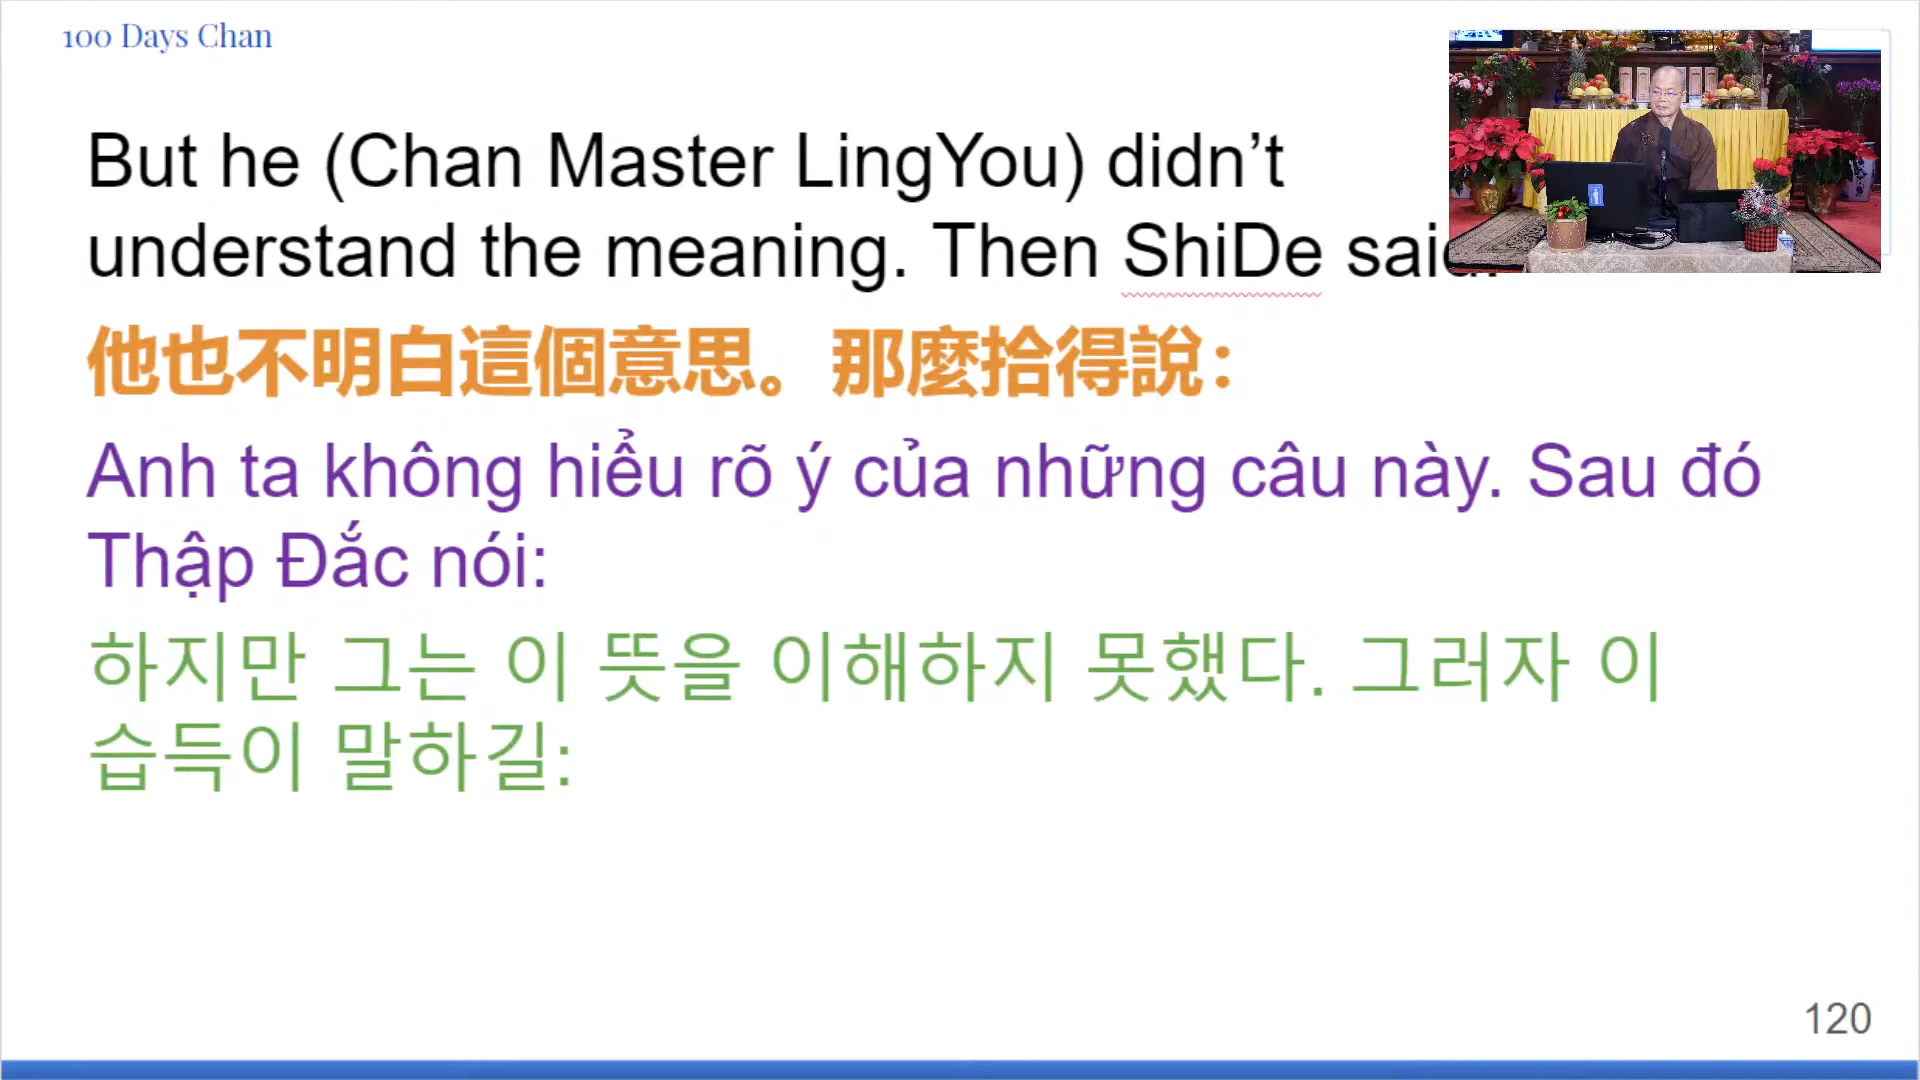 100 Days Chan
But he (Chan Master LingYou) didn’t
understand the meaning. Then ShiDe said:
他也不明白這個意思。那麼拾得說：
Anh ta không hiểu rõ ý của những câu này. Sau đó
Thập Đắc nói:
하지만 그는 이 뜻을 이해하지 못했다. 그러자 이
습득이 말하길:
120